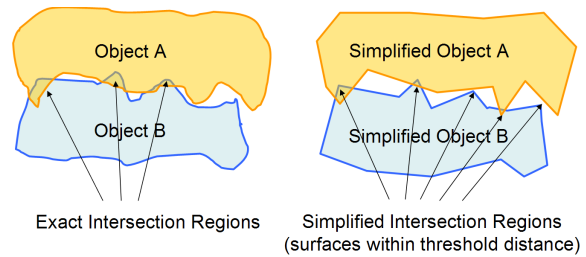 Object A
Object B
Exact Intersection Regions
Simplified Object A
Simplified Object B
Simplified Intersection Regions
(surfaces within threshold distance)